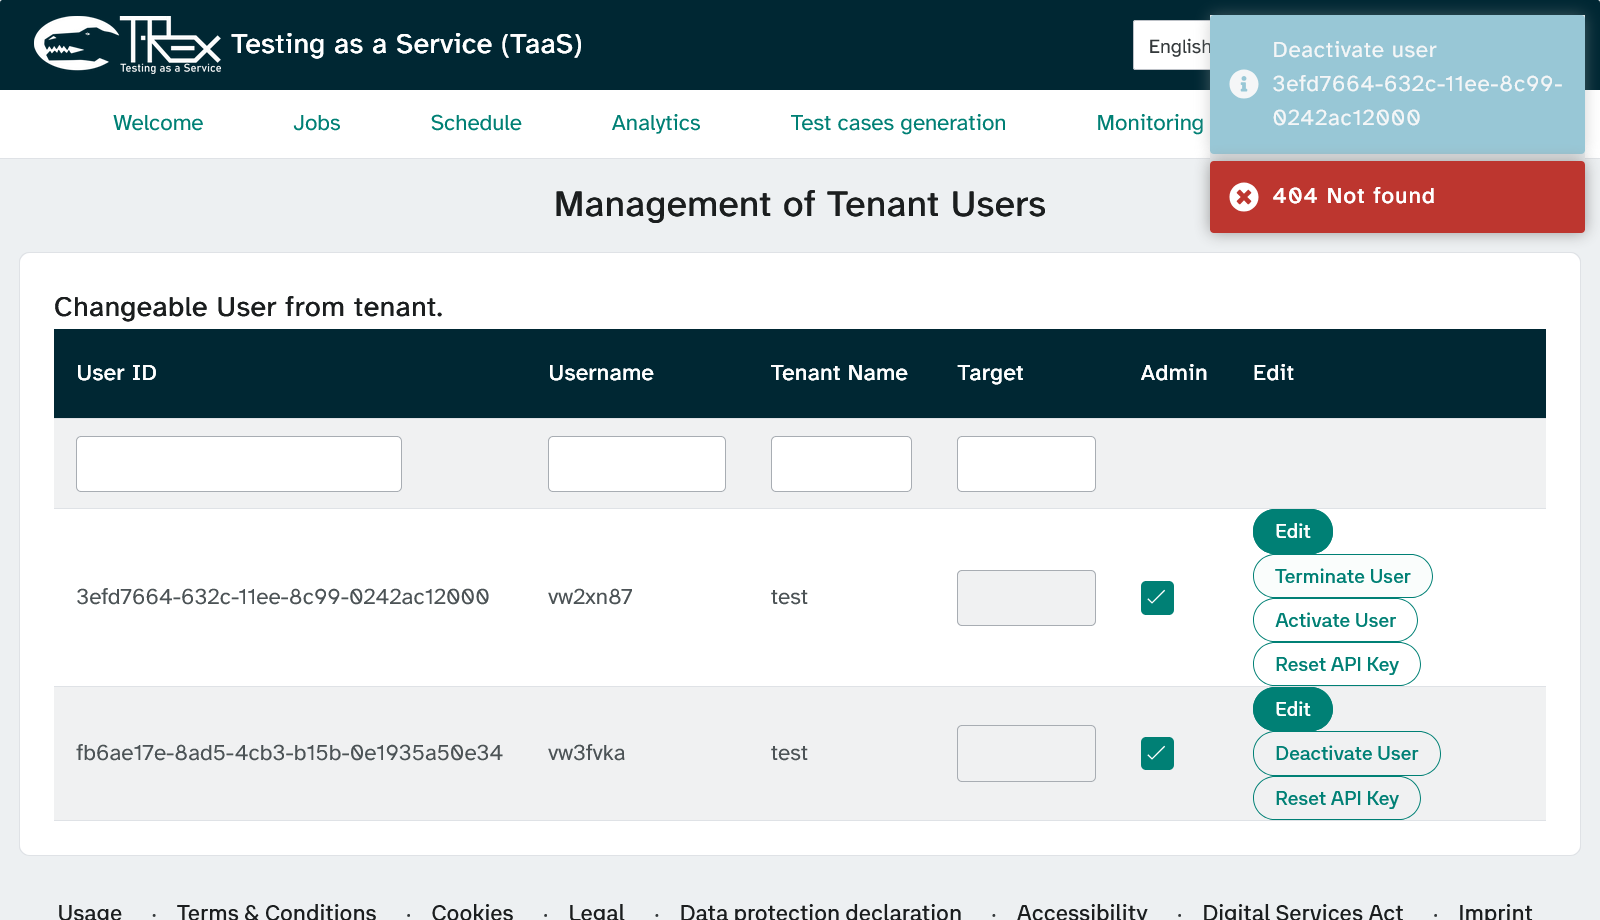 T-REX
Testing as a Service
Testing as a Service (TaaS)
English
Deactivate user
3efd7664-632c-11ee-8c99-
0242ac12000
404 Not found
Welcome
Jobs
Schedule
Analytics
Test cases generation
Monitoring
Management of Tenant Users
Changeable User from tenant.
User ID Username Tenant Name Target Admin Edit
3efd7664-632c-11ee-8c99-0242ac12000 vw2xn87 test
Edit
Terminate User
Activate User
Reset API Key
fb6ae17e-8ad5-4cb3-b15b-0e1935a50e34 vw3fvka test
Edit
Deactivate User
Reset API Key
Usage · Terms & Conditions · Cookies · Legal · Data protection declaration · Accessibility · Digital Services Act · Imprint